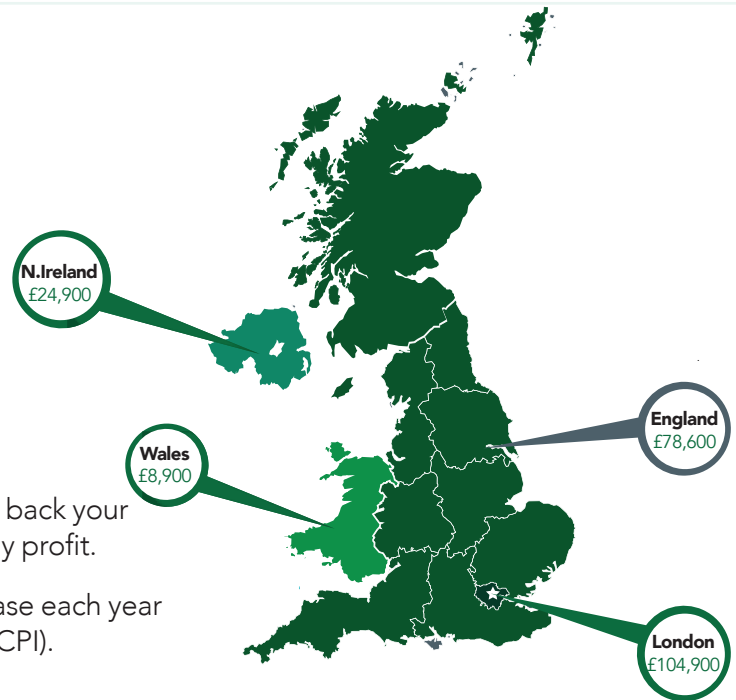 N.Ireland
£24,900
England
£78,600
Wales
£8,900
back your
y profit.
ase each year
CPI).
London
£104,900